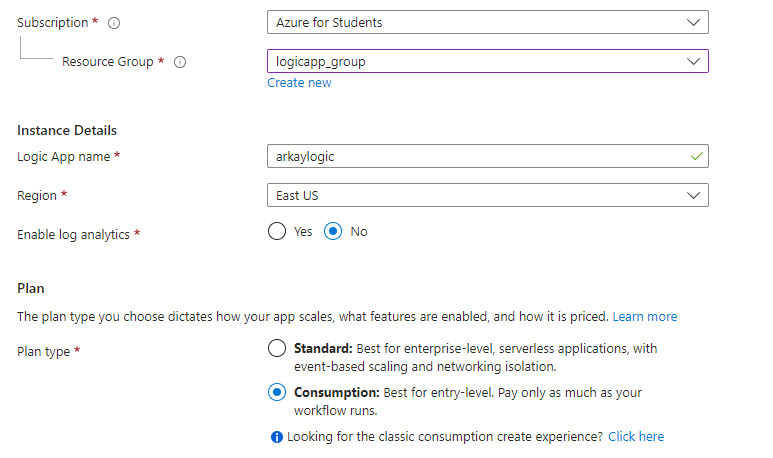 Subscription *
Azure for Students
Resource Group *
logicapp_group
Create new
Instance Details
Logic App name *
arkaylogic
Region *
East US
Enable log analytics *
Yes
No
Plan
The plan type you choose dictates how your app scales, what features are enabled, and how it is priced. Learn more
Plan type *
Standard: Best for enterprise-level, serverless applications, with
event-based scaling and networking isolation.
Consumption: Best for entry-level. Pay only as much as your
workflow runs.
Looking for the classic consumption create experience? Click here